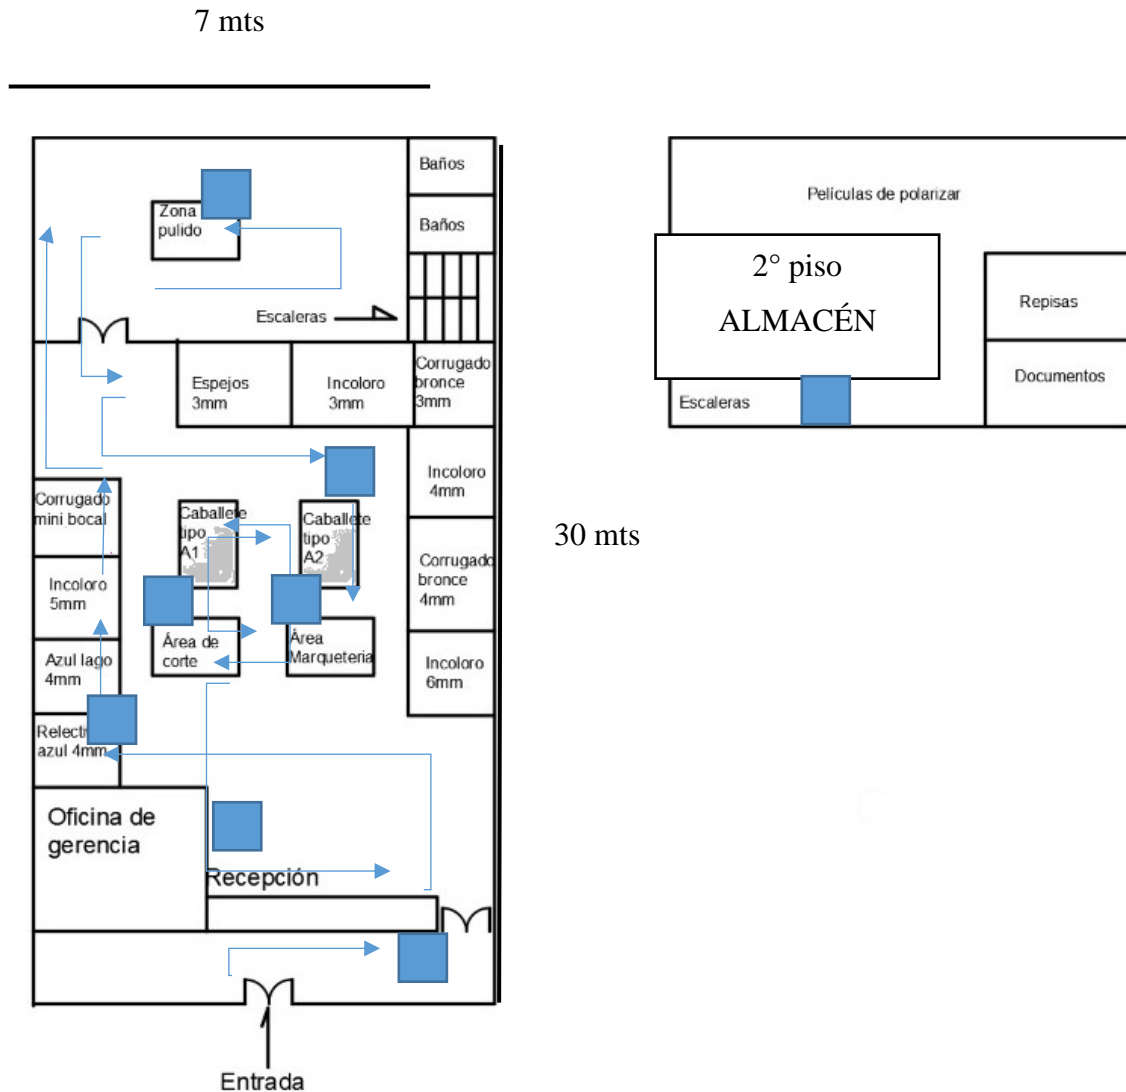 7 mts
Baños
Películas de polarizar
Zona
pulido
Baños
2° piso
ALMACÉN
Escaleras
Repisas
Espejos
3mm
Incoloro
3mm
Corrugado
bronce
3mm
Escaleras
Documentos
Incoloro
4mm
Corrugado
mini bocal
Caballete
tipo
A1
Caballete
tipo
A2
30 mts
Corrugado
bronce
4mm
Incoloro
5mm
Área de
corte
Área
Marqueteria
Azul lago
4mm
Incoloro
6mm
azul 4mm
Oficina de
gerencia
Recepción
Entrada